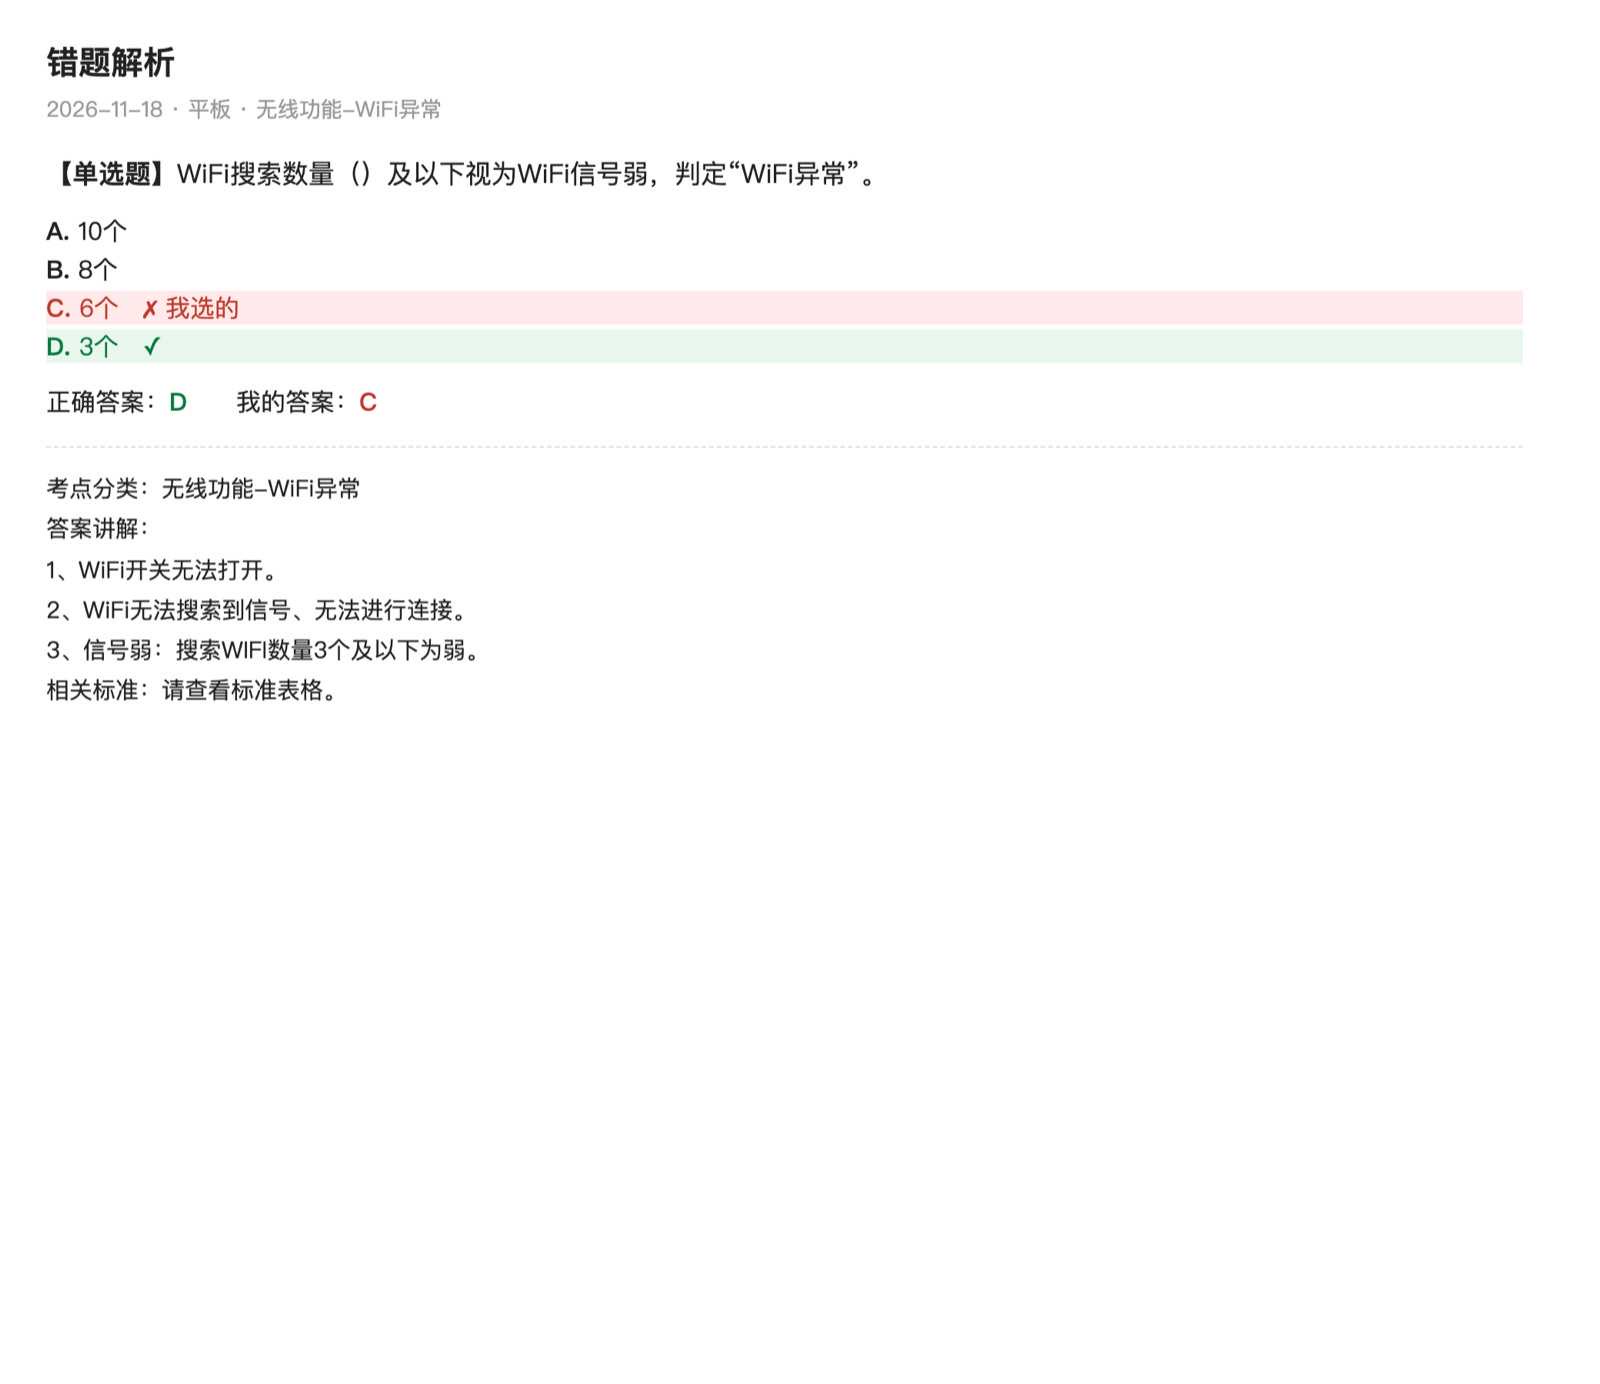 错题解析
2026-11-18 · 平板 · 无线功能-WiFi异常
【单选题】WiFi搜索数量（）及以下视为WiFi信号弱，判定“WiFi异常”。
A. 10个
B. 8个
C. 6个 ✗ 我选的
D. 3个 ✓
正确答案：D 我的答案：C
考点分类：无线功能-WiFi异常
答案讲解：
1、WiFi开关无法打开。
2、WiFi无法搜索到信号、无法进行连接。
3、信号弱：搜索WIFI数量3个及以下为弱。
相关标准：请查看标准表格。